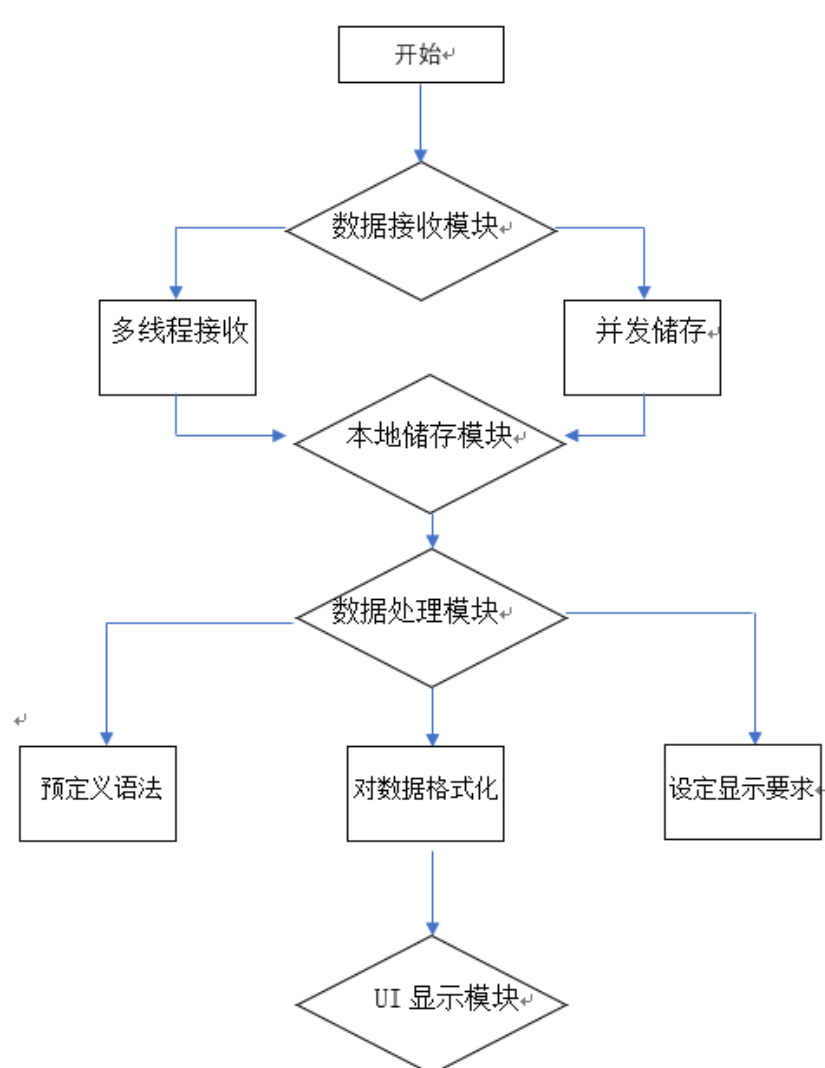 开始
数据接收模块
多线程接收
并发储存
本地储存模块
数据处理模块
预定义语法
对数据格式化
设定显示要求
UI 显示模块